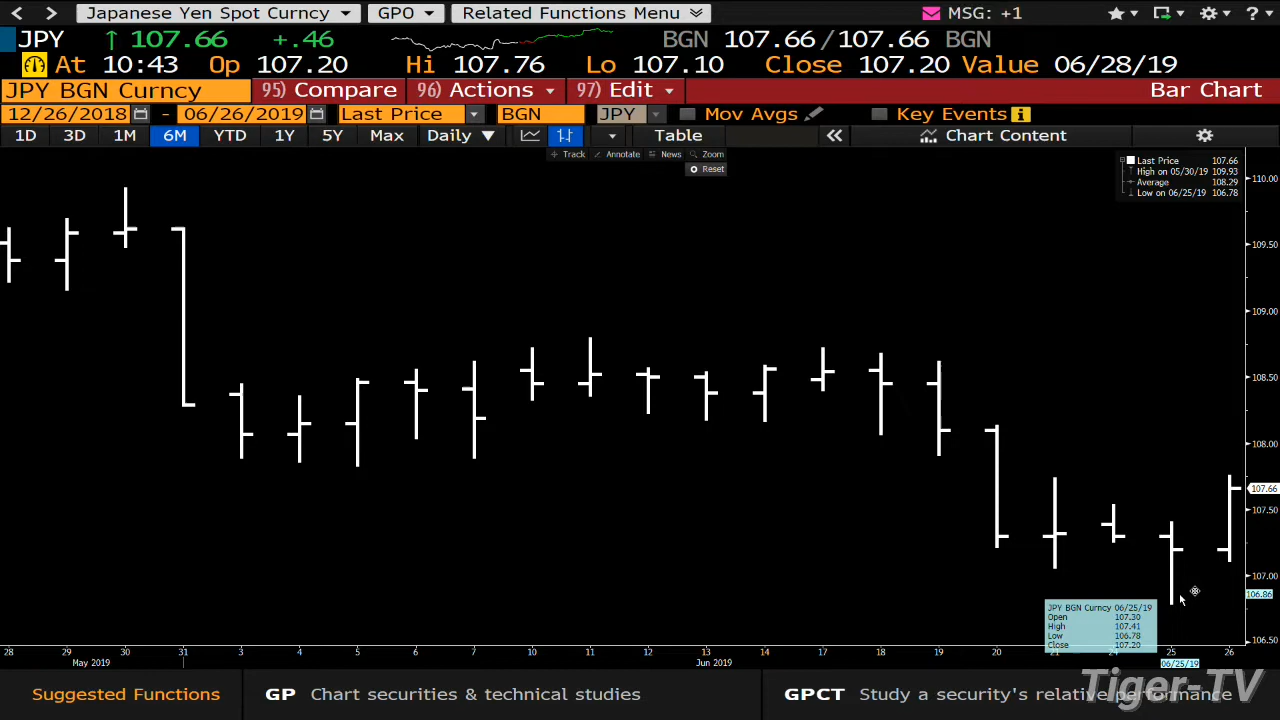 Japanese Yen Spot Curncy GPO Related Functions Menu MSG: +1 ?
JPY ↑ 107.66 +.46 BGN 107.66/107.66 BGN
At 10:43 Op 107.20 Hi 107.76 Lo 107.10 Close 107.20 Value 06/28/19
JPY BGN Curncy 95) Compare 96) Actions 97) Edit Bar Chart
12/26/2018 - 06/26/2019 Last Price BGN JPY Mov Avgs Key Events i
1D 3D 1M 6M YTD 1Y 5Y Max Daily ▼ Table « Chart Content
Track Annotate News Zoom
Reset
Last Price 107.66
High on 05/30/19 109.93
Average 108.29
Low on 06/25/19 106.78
110.00
109.50
109.00
108.50
108.00
107.66
107.50
107.00
106.86
106.50
JPY BGN Curncy 06/25/19
Open 107.30
High 107.41
Low 106.78
Close 107.20
28 29 30 31 3 4 5 6 7 10 11 12 13 14 17 18 19 20 21 24 25 26
May 2019 Jun 2019 06/25/19
Suggested Functions GP Chart securities & technical studies GPCT Study a security's relative performance
Tiger-TV